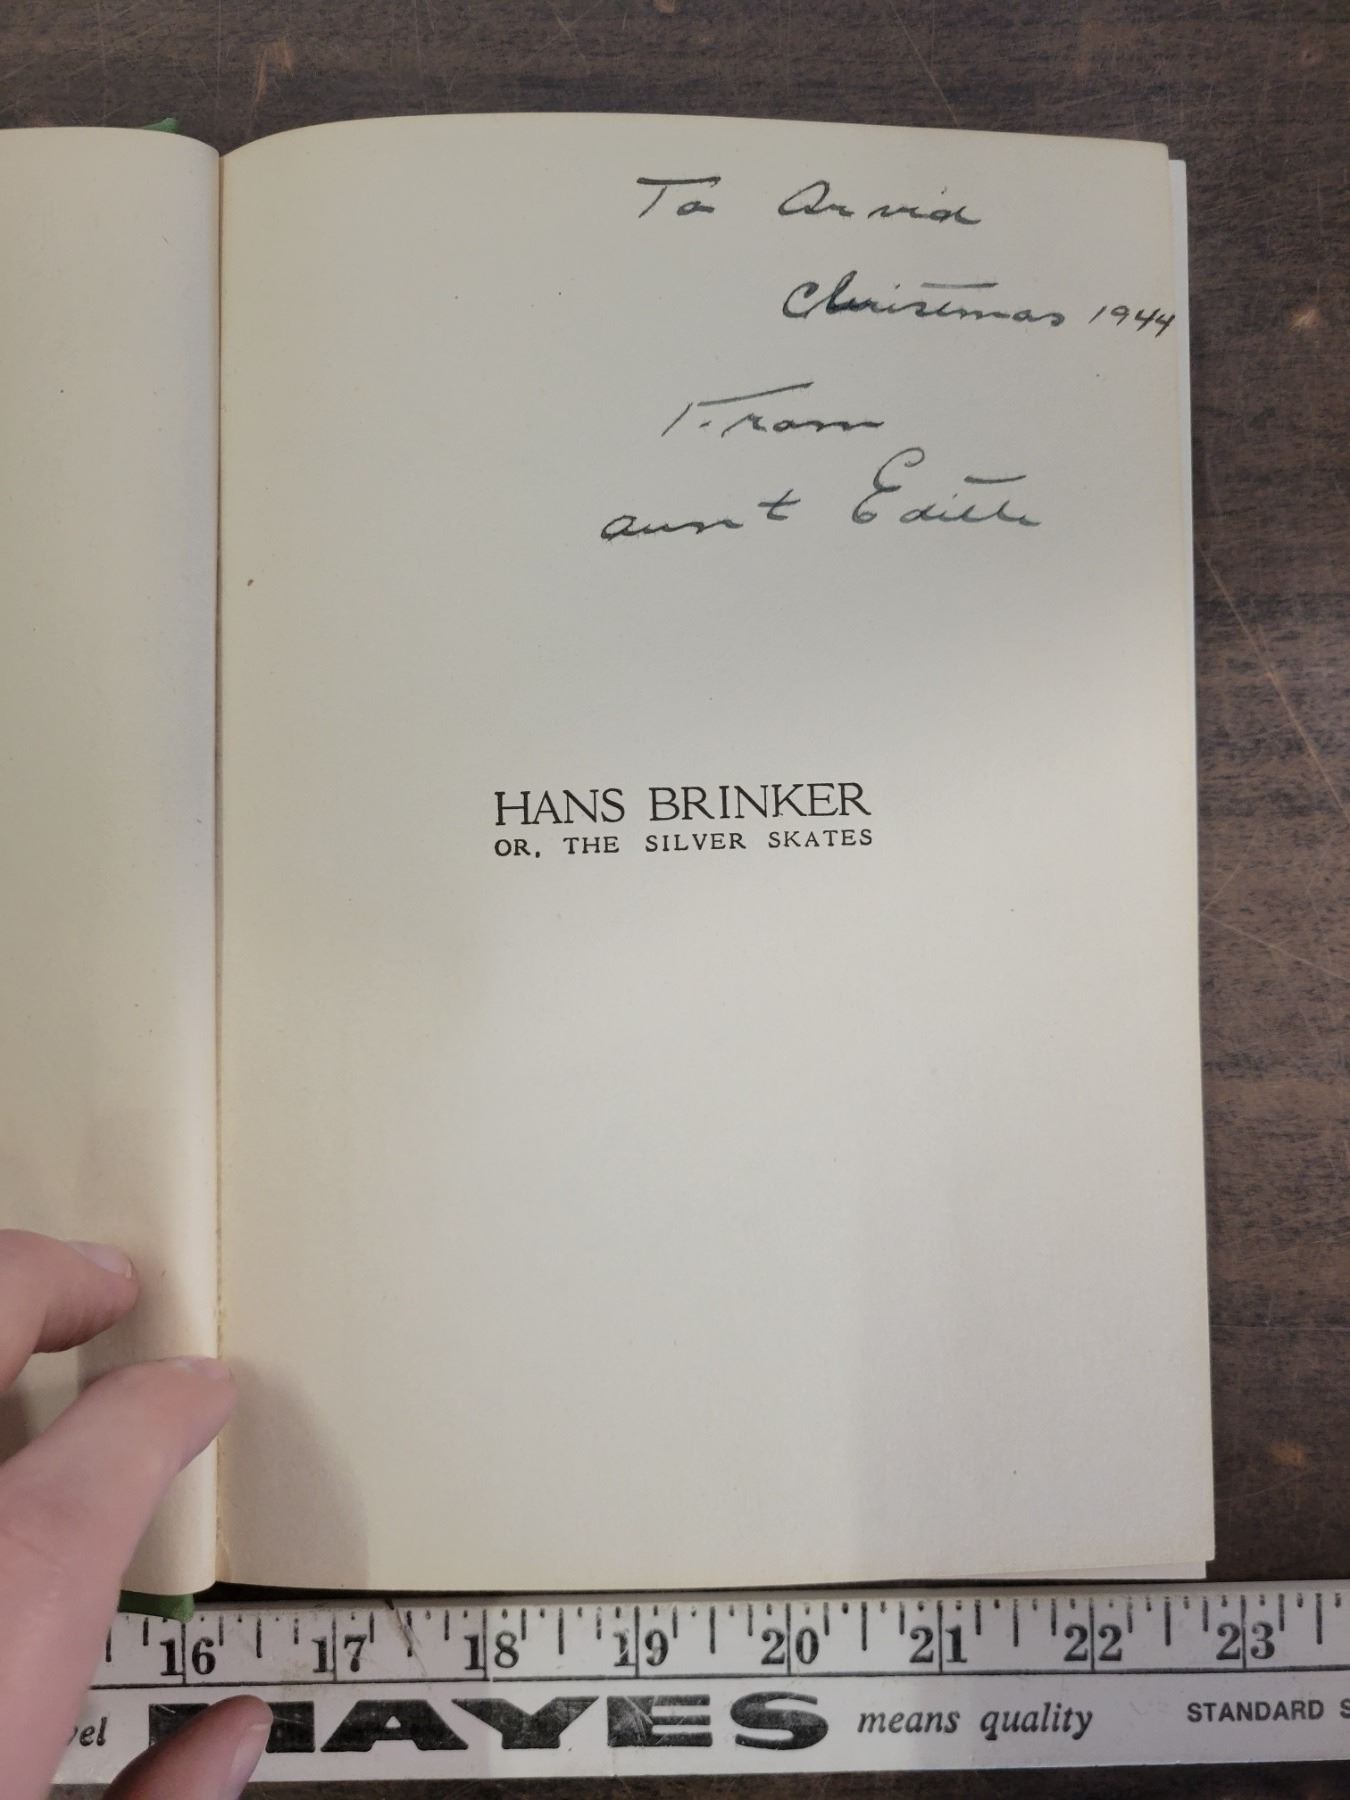 To Arvid
Christmas 1944
From
aunt Edith
HANS BRINKER
OR, THE SILVER SKATES
16 17 18 19 20 21 22 23
HAYES means quality STANDARD